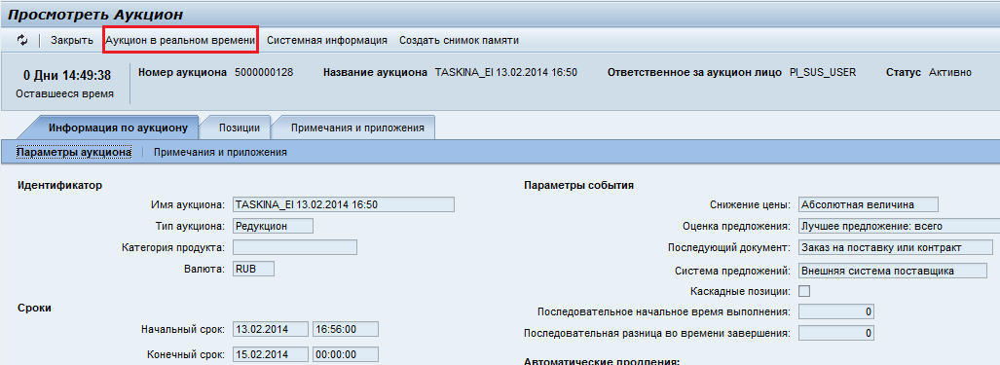 Просмотреть Аукцион
Закрыть Аукцион в реальном времени Системная информация Создать снимок памяти
0 Дни 14:49:38
Оставшееся время
Номер аукциона 5000000128 Название аукциона TASKINA_EI 13.02.2014 16:50 Ответственное за аукцион лицо PI_SUS_USER Статус Активно
Информация по аукциону Позиции Примечания и приложения
Параметры аукциона Примечания и приложения
Идентификатор
Имя аукциона: TASKINA_EI 13.02.2014 16:50
Тип аукциона: Редукцион
Категория продукта:
Валюта: RUB
Сроки
Начальный срок: 13.02.2014 16:56:00
Конечный срок: 15.02.2014 00:00:00
Параметры события
Снижение цены: Абсолютная величина
Оценка предложения: Лучшее предложение: всего
Последующий документ: Заказ на поставку или контракт
Система предложений: Внешняя система поставщика
Каскадные позиции:
Последовательное начальное время выполнения: 0
Последовательная разница во времени завершения: 0
Автоматические продления: